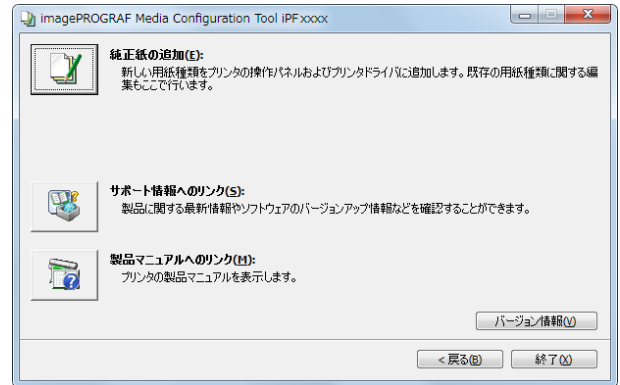 imagePROGRAF Media Configuration Tool iPFxxxx
純正紙の追加(E):
新しい用紙種類をプリンタの操作パネルおよびプリンタドライバに追加します。既存の用紙種類に関する編
集もここで行います。
サポート情報へのリンク(S):
製品に関する最新情報やソフトウェアのバージョンアップ情報などを確認することができます。
製品マニュアルへのリンク(M):
プリンタの製品マニュアルを表示します。
バージョン情報(V)
< 戻る(B)
終了(X)